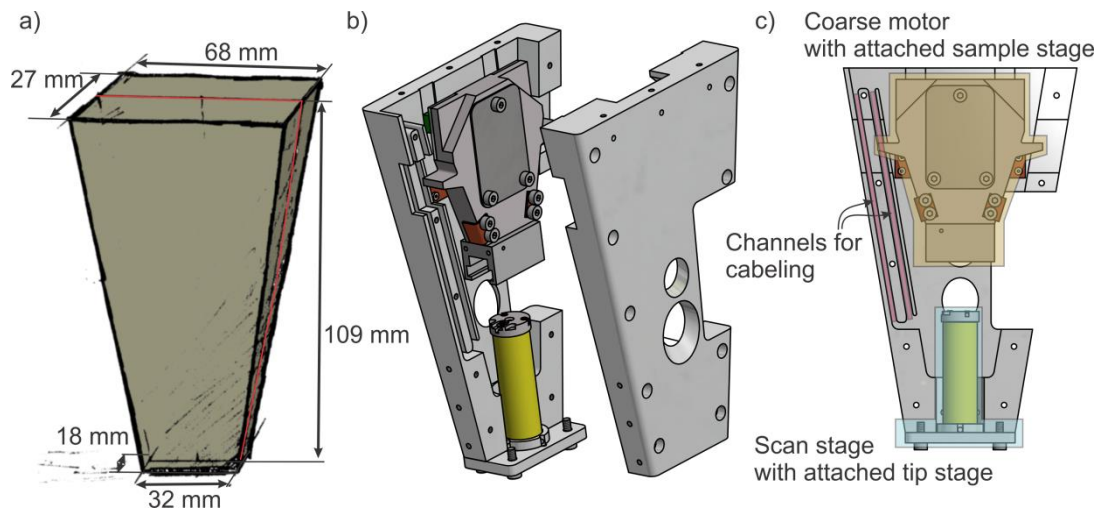 a)
68 mm
27 mm
109 mm
18 mm
32 mm
b)
c)
Coarse motor
with attached sample stage
Channels for
cabeling
Scan stage
with attached tip stage